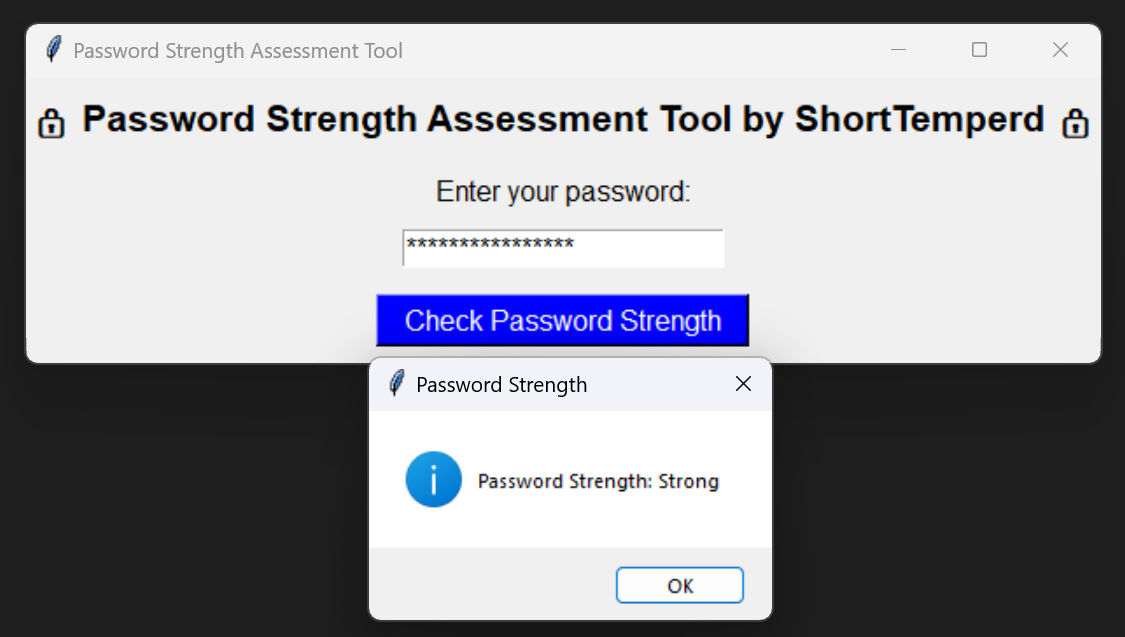 Password Strength Assessment Tool
🔒 Password Strength Assessment Tool by ShortTemperd 🔒
Enter your password:
****************
Check Password Strength
Password Strength
Password Strength: Strong
OK